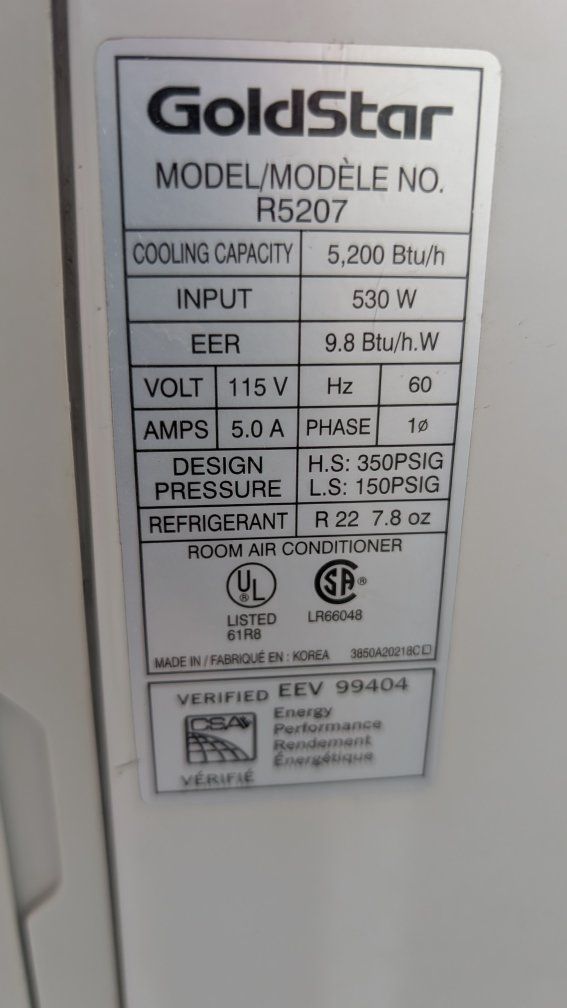 GoldStar
MODEL/MODÈLE NO.
R5207
COOLING CAPACITY 5,200 Btu/h
INPUT 530 W
EER 9.8 Btu/h.W
VOLT 115 V Hz 60
AMPS 5.0 A PHASE 1ø
DESIGN PRESSURE H.S: 350PSIG
L.S: 150PSIG
REFRIGERANT R 22 7.8 oz
ROOM AIR CONDITIONER
UL ® SA ®
LISTED LR66048
61R8
MADE IN / FABRIQUÉ EN : KOREA 3850A20218C
VERIFIED EEV 99404
CSA Energy
Performance
Rendement
Énergétique
VÉRIFIÉ